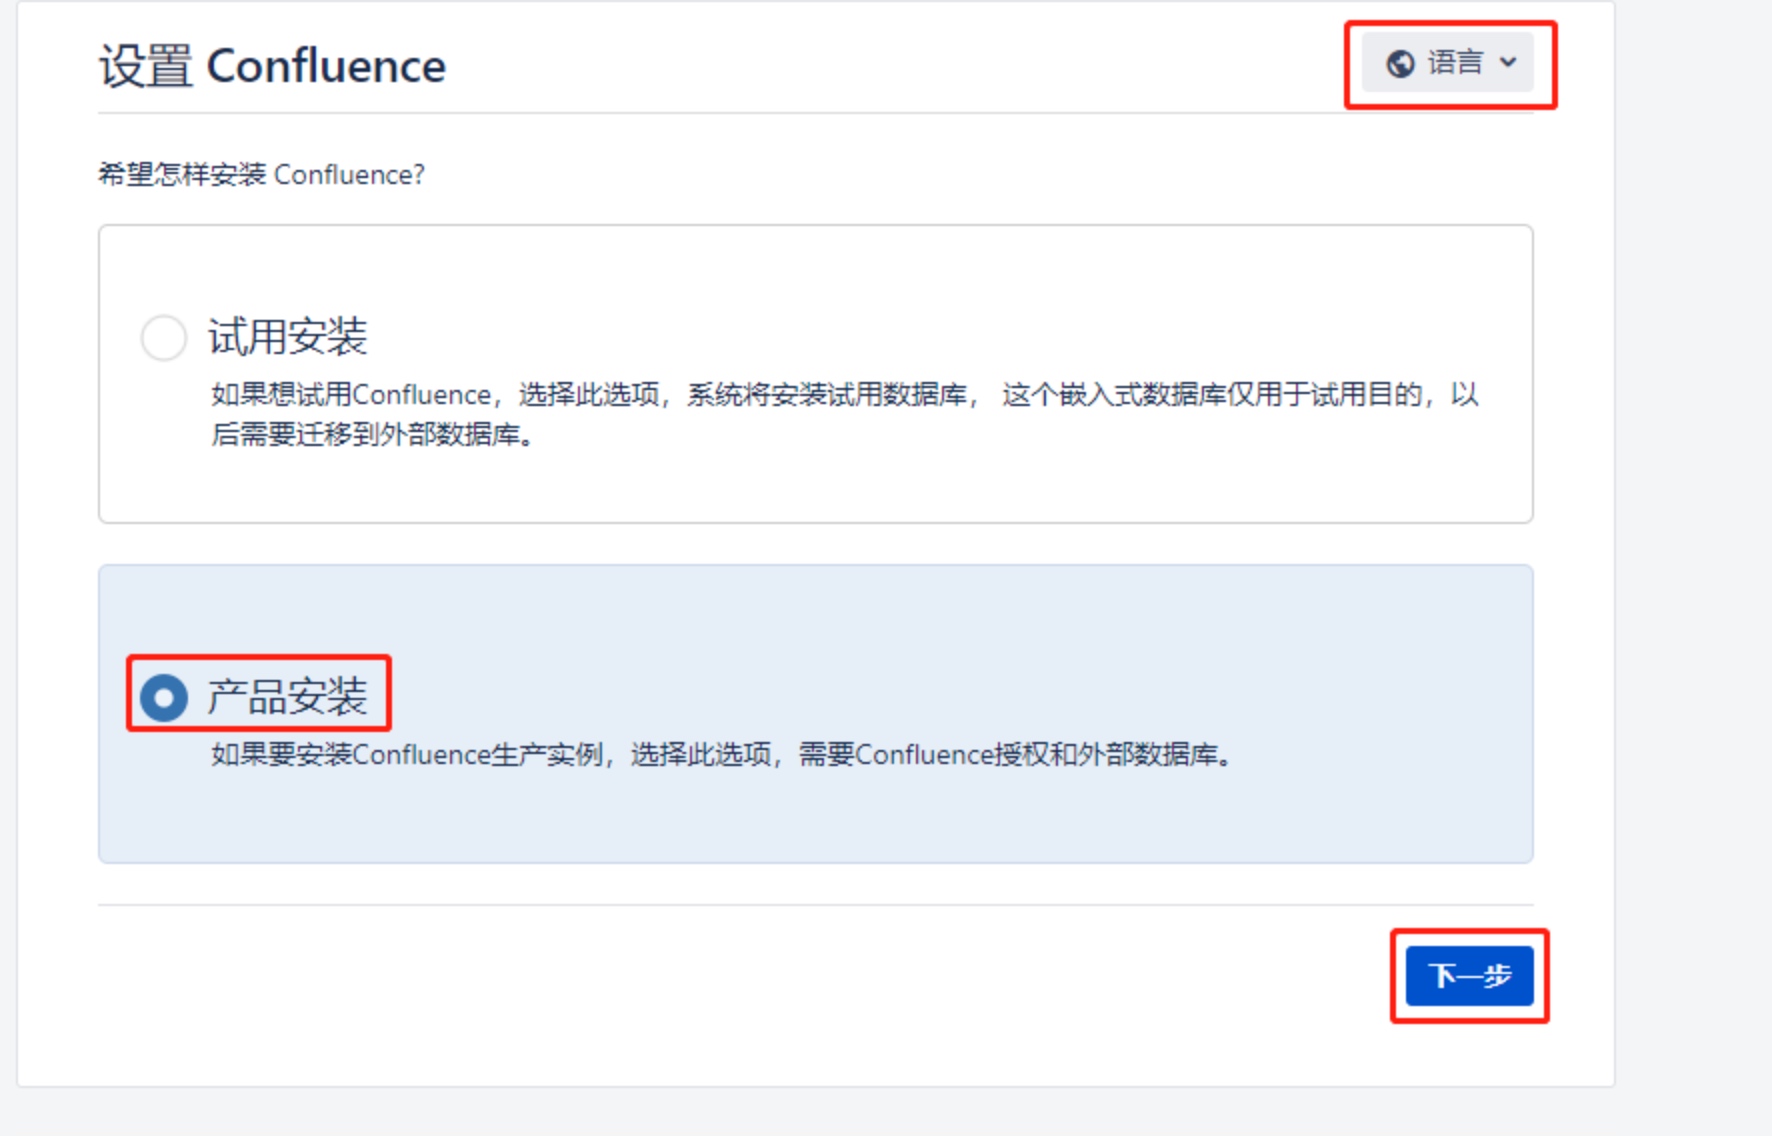 设置 Confluence
语言
希望怎样安装 Confluence?
试用安装
如果想试用Confluence，选择此选项，系统将安装试用数据库， 这个嵌入式数据库仅用于试用目的，以
后需要迁移到外部数据库。
产品安装
如果要安装Confluence生产实例，选择此选项，需要Confluence授权和外部数据库。
下一步